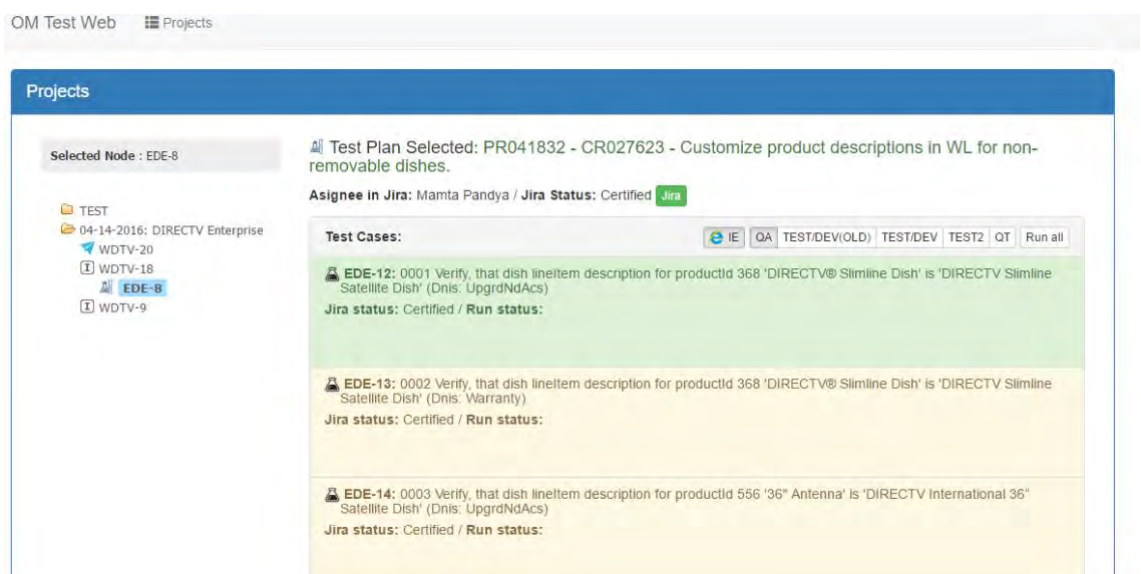 OM Test Web Projects
Projects
Selected Node : EDE-8
TEST
04-14-2016: DIRECTV Enterprise
WDTV-20
WDTV-18
EDE-8
WDTV-9
Test Plan Selected: PR041832 - CR027623 - Customize product descriptions in WL for non-
removable dishes.
Asignee in Jira: Mamta Pandya / Jira Status: Certified Jira
Test Cases: IE QA TEST/DEV(OLD) TEST/DEV TEST2 QT Run all
EDE-12: 0001 Verify, that dish lineItem description for productId 368 'DIRECTV® Slimline Dish' is 'DIRECTV Slimline
Satellite Dish' (Dnis: UpgrdNdAcs)
Jira status: Certified / Run status:
EDE-13: 0002 Verify, that dish lineItem description for productId 368 'DIRECTV® Slimline Dish' is 'DIRECTV Slimline
Satellite Dish' (Dnis: Warranty)
Jira status: Certified / Run status:
EDE-14: 0003 Verify, that dish lineItem description for productId 556 '36" Antenna' is 'DIRECTV International 36"
Satellite Dish' (Dnis: UpgrdNdAcs)
Jira status: Certified / Run status: